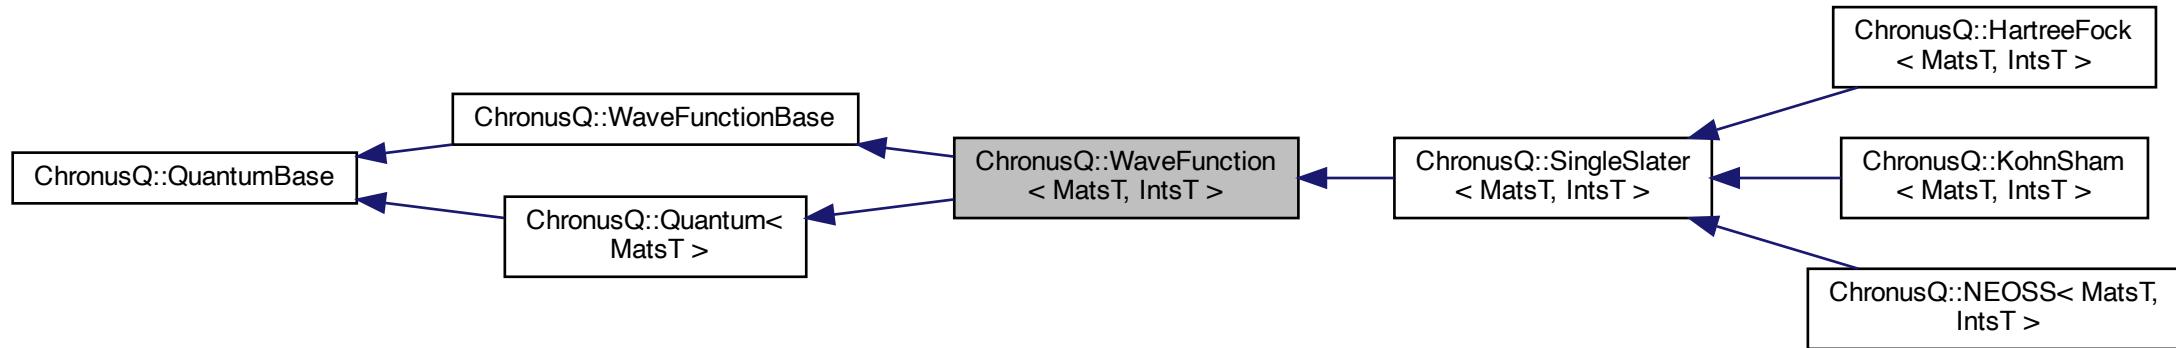 ChronusQ::QuantumBase
ChronusQ::WaveFunctionBase
ChronusQ::Quantum<
MatsT >
ChronusQ::WaveFunction
< MatsT, IntsT >
ChronusQ::SingleSlater
< MatsT, IntsT >
ChronusQ::HartreeFock
< MatsT, IntsT >
ChronusQ::KohnSham
< MatsT, IntsT >
ChronusQ::NEOSS< MatsT,
IntsT >